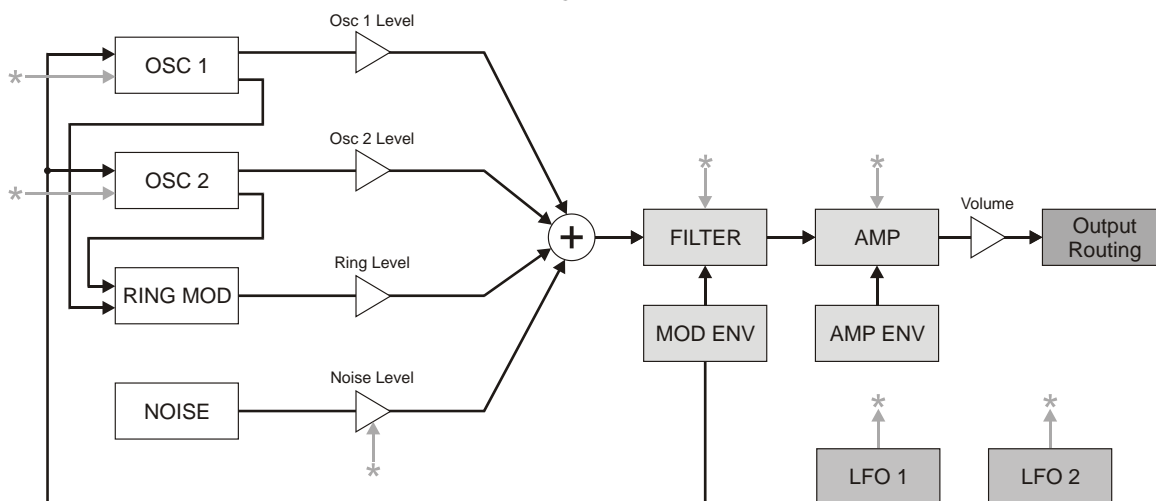 Osc 1 Level
OSC 1
*
Osc 2 Level
OSC 2
*
*
*
Volume
+
FILTER
AMP
Output
Routing
Ring Level
RING MOD
MOD ENV
AMP ENV
Noise Level
NOISE
*
*
*
LFO 1
LFO 2